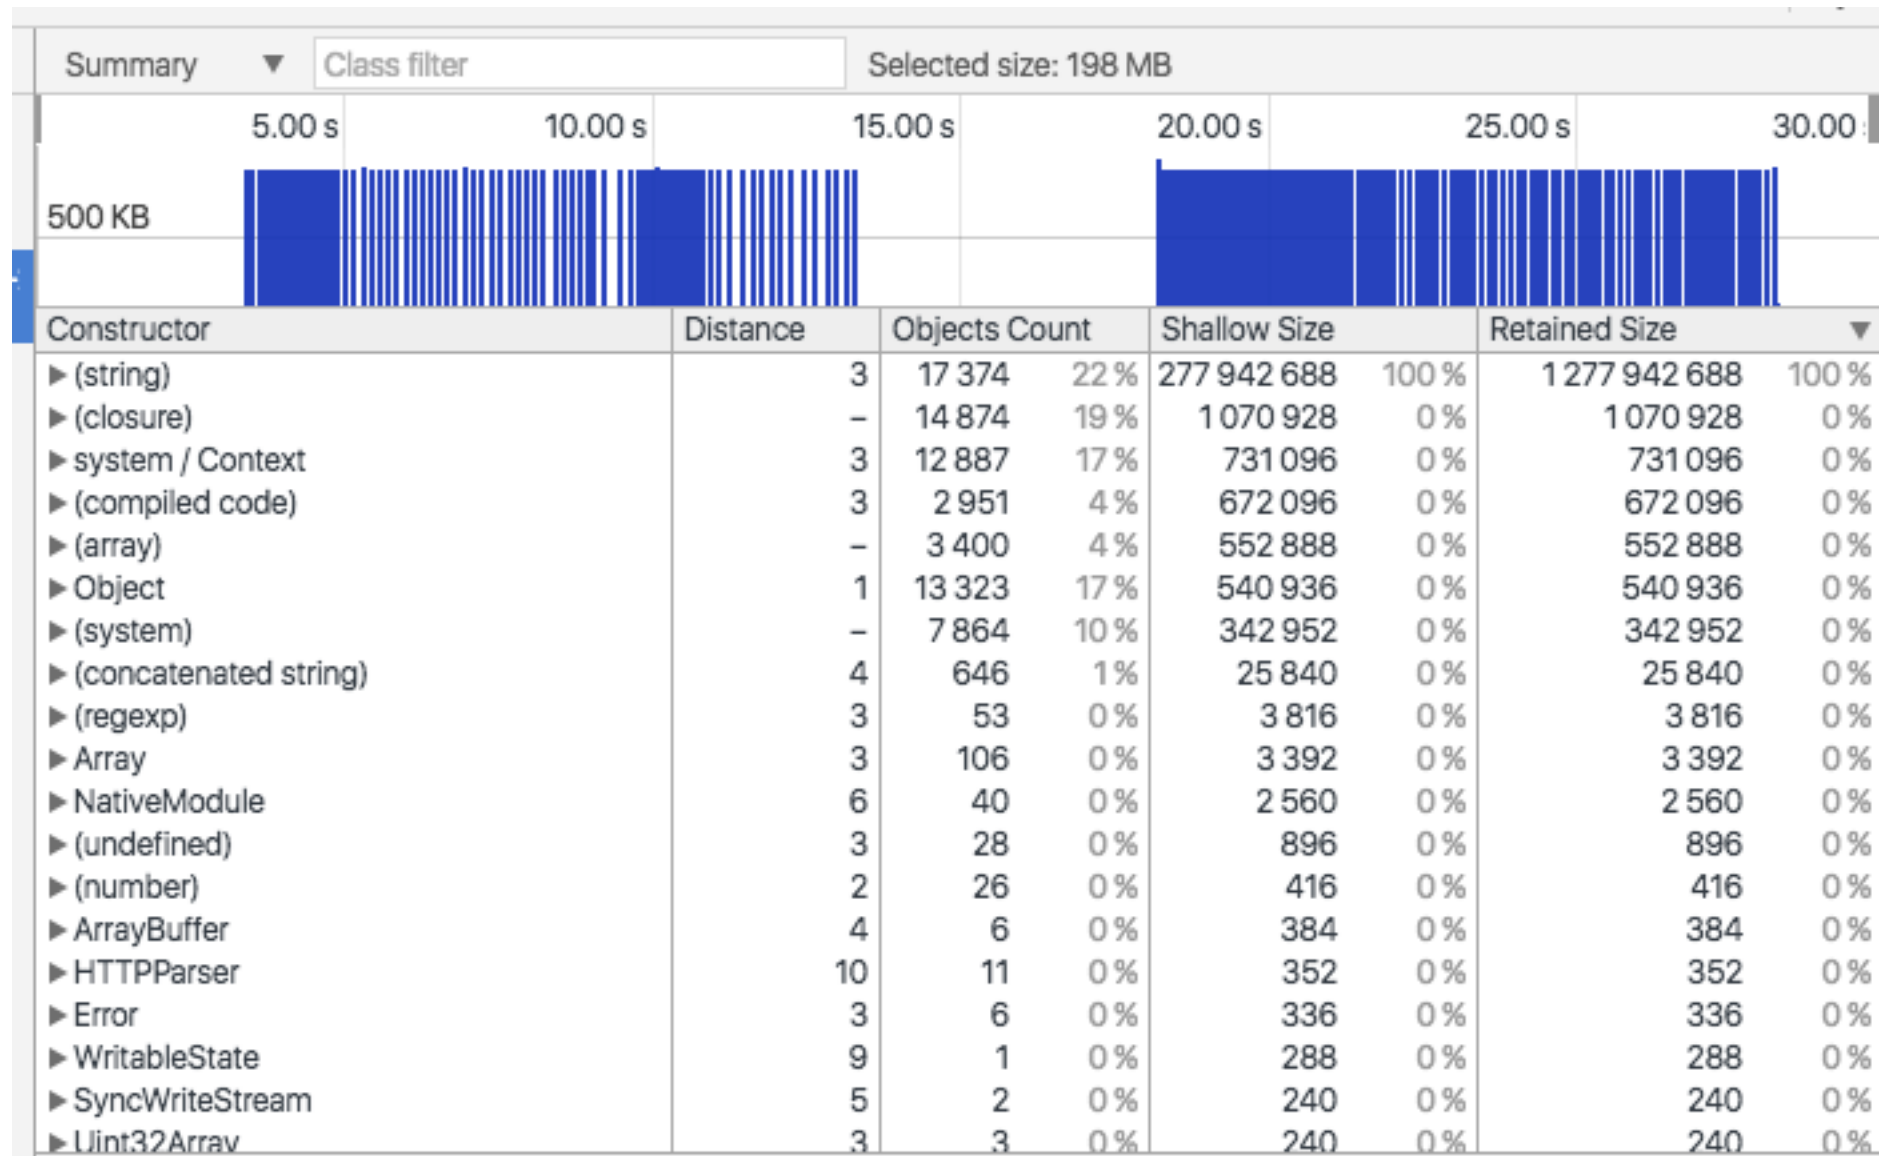 Summary ▼ Class filter Selected size: 198 MB
5.00 s 10.00 s 15.00 s 20.00 s 25.00 s 30.00
500 KB
Constructor Distance Objects Count Shallow Size Retained Size ▼
▶(string) 3 17 374 22 % 277 942 688 100 % 1 277 942 688 100 %
▶(closure) – 14 874 19 % 1 070 928 0 % 1 070 928 0 %
▶system / Context 3 12 887 17 % 731 096 0 % 731 096 0 %
▶(compiled code) 3 2 951 4 % 672 096 0 % 672 096 0 %
▶(array) – 3 400 4 % 552 888 0 % 552 888 0 %
▶Object 1 13 323 17 % 540 936 0 % 540 936 0 %
▶(system) – 7 864 10 % 342 952 0 % 342 952 0 %
▶(concatenated string) 4 646 1 % 25 840 0 % 25 840 0 %
▶(regexp) 3 53 0 % 3 816 0 % 3 816 0 %
▶Array 3 106 0 % 3 392 0 % 3 392 0 %
▶NativeModule 6 40 0 % 2 560 0 % 2 560 0 %
▶(undefined) 3 28 0 % 896 0 % 896 0 %
▶(number) 2 26 0 % 416 0 % 416 0 %
▶ArrayBuffer 4 6 0 % 384 0 % 384 0 %
▶HTTPParser 10 11 0 % 352 0 % 352 0 %
▶Error 3 6 0 % 336 0 % 336 0 %
▶WritableState 9 1 0 % 288 0 % 288 0 %
▶SyncWriteStream 5 2 0 % 240 0 % 240 0 %
▶Uint32Array 3 3 0 % 240 0 % 240 0 %